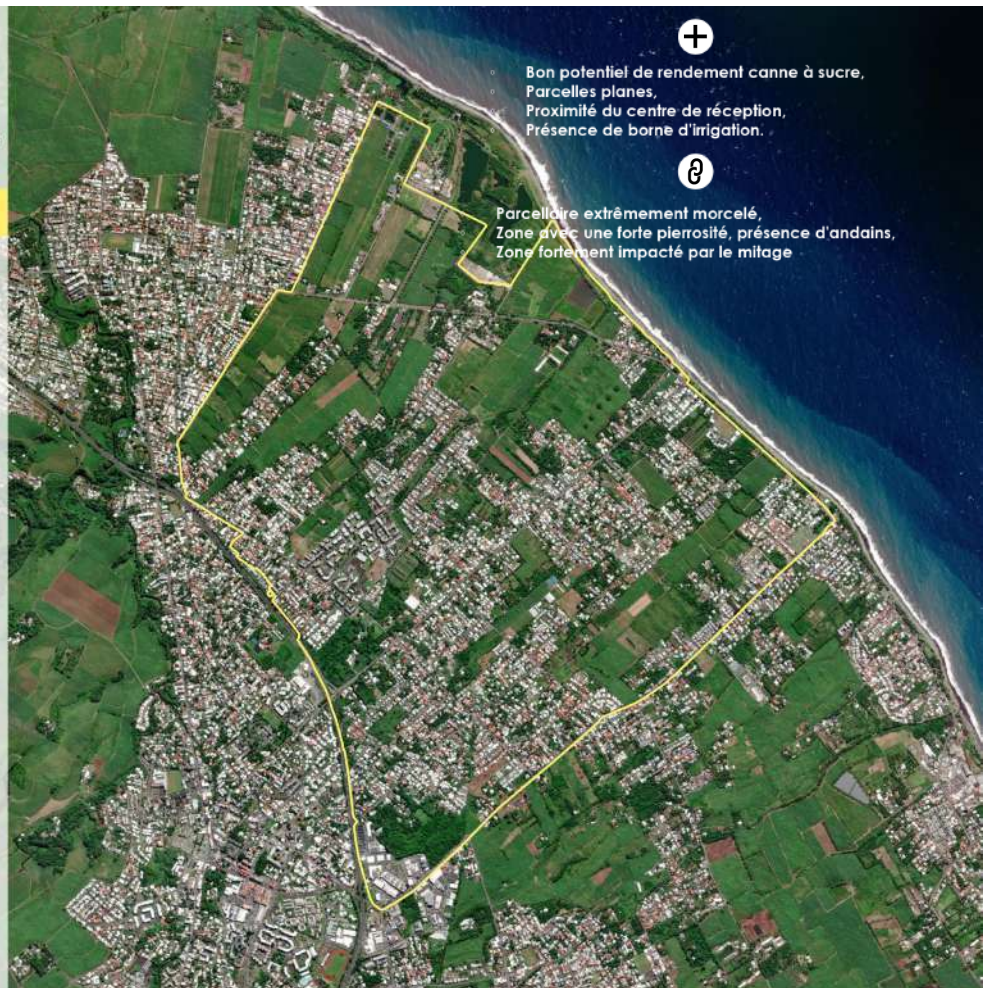 Bon potentiel de rendement canne à sucre,
Parcelles planes,
Proximité du centre de réception,
Présence de borne d'irrigation.
Parcellaire extrêmement morcelé,
Zone avec une forte pierrosité, présence d'andains,
Zone fortement impacté par le mitage